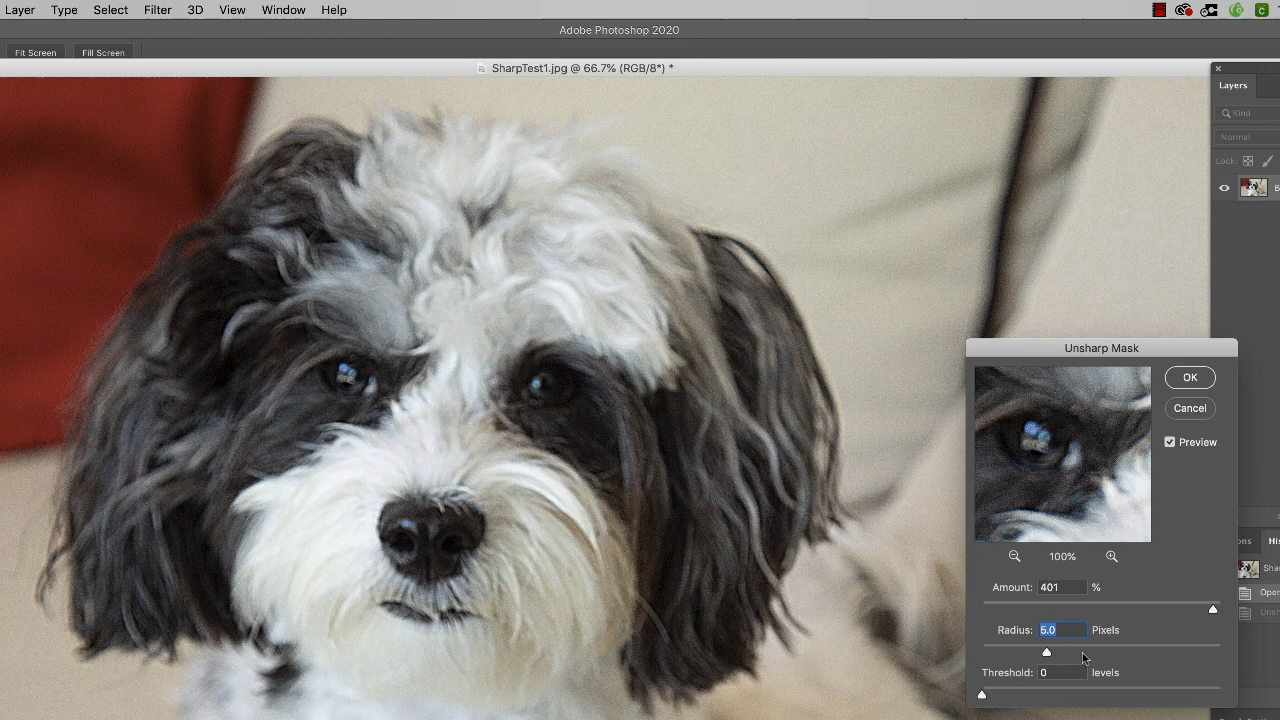 Layer Type Select Filter 3D View Window Help
Adobe Photoshop 2020
Fit Screen Fill Screen
SharpTest1.jpg @ 66.7% (RGB/8*) *
Layers
Kind
Normal
Lock:
Unsharp Mask
OK
Cancel
Preview
100%
Amount: 401 %
Radius: 5.0 Pixels
Threshold: 0 levels